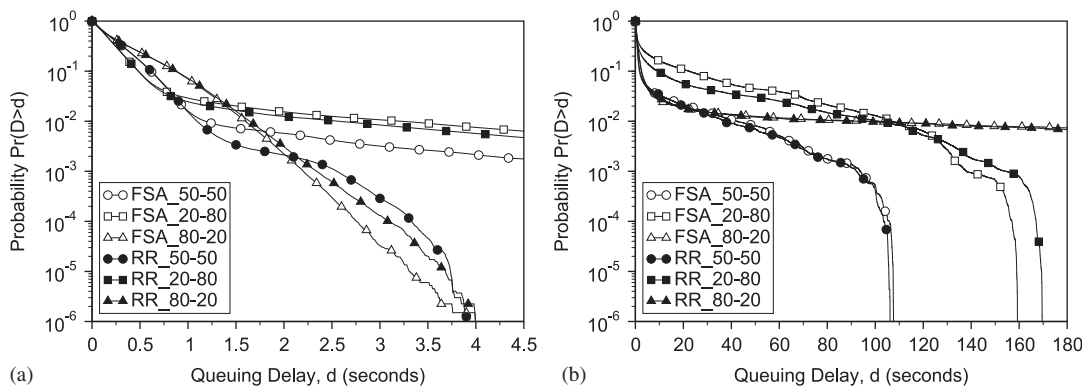 10^0
10^-1
10^-2
10^-3
10^-4
10^-5
10^-6
Probability Pr(D>d)
FSA_50-50
FSA_20-80
FSA_80-20
RR_50-50
RR_20-80
RR_80-20
0 0.5 1 1.5 2 2.5 3 3.5 4 4.5
Queuing Delay, d (seconds)
(a)
10^0
10^-1
10^-2
10^-3
10^-4
10^-5
10^-6
Probability Pr(D>d)
FSA_50-50
FSA_20-80
FSA_80-20
RR_50-50
RR_20-80
RR_80-20
0 20 40 60 80 100 120 140 160 180
Queuing Delay, d (seconds)
(b)